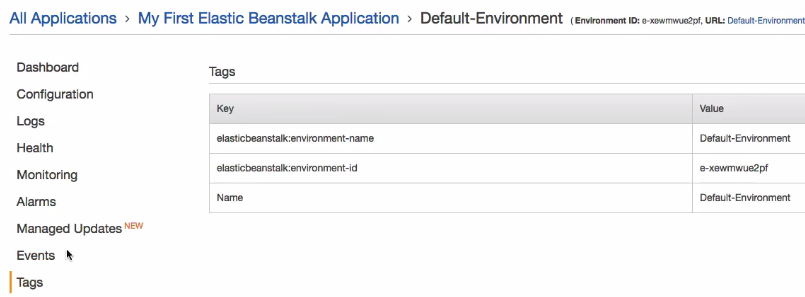 All Applications › My First Elastic Beanstalk Application › Default-Environment ( Environment ID: e-xewmwue2pf, URL: Default-Environment
Dashboard
Configuration
Logs
Health
Monitoring
Alarms
Managed Updates NEW
Events
Tags
Tags
Key Value
elasticbeanstalk:environment-name Default-Environment
elasticbeanstalk:environment-id e-xewmwue2pf
Name Default-Environment